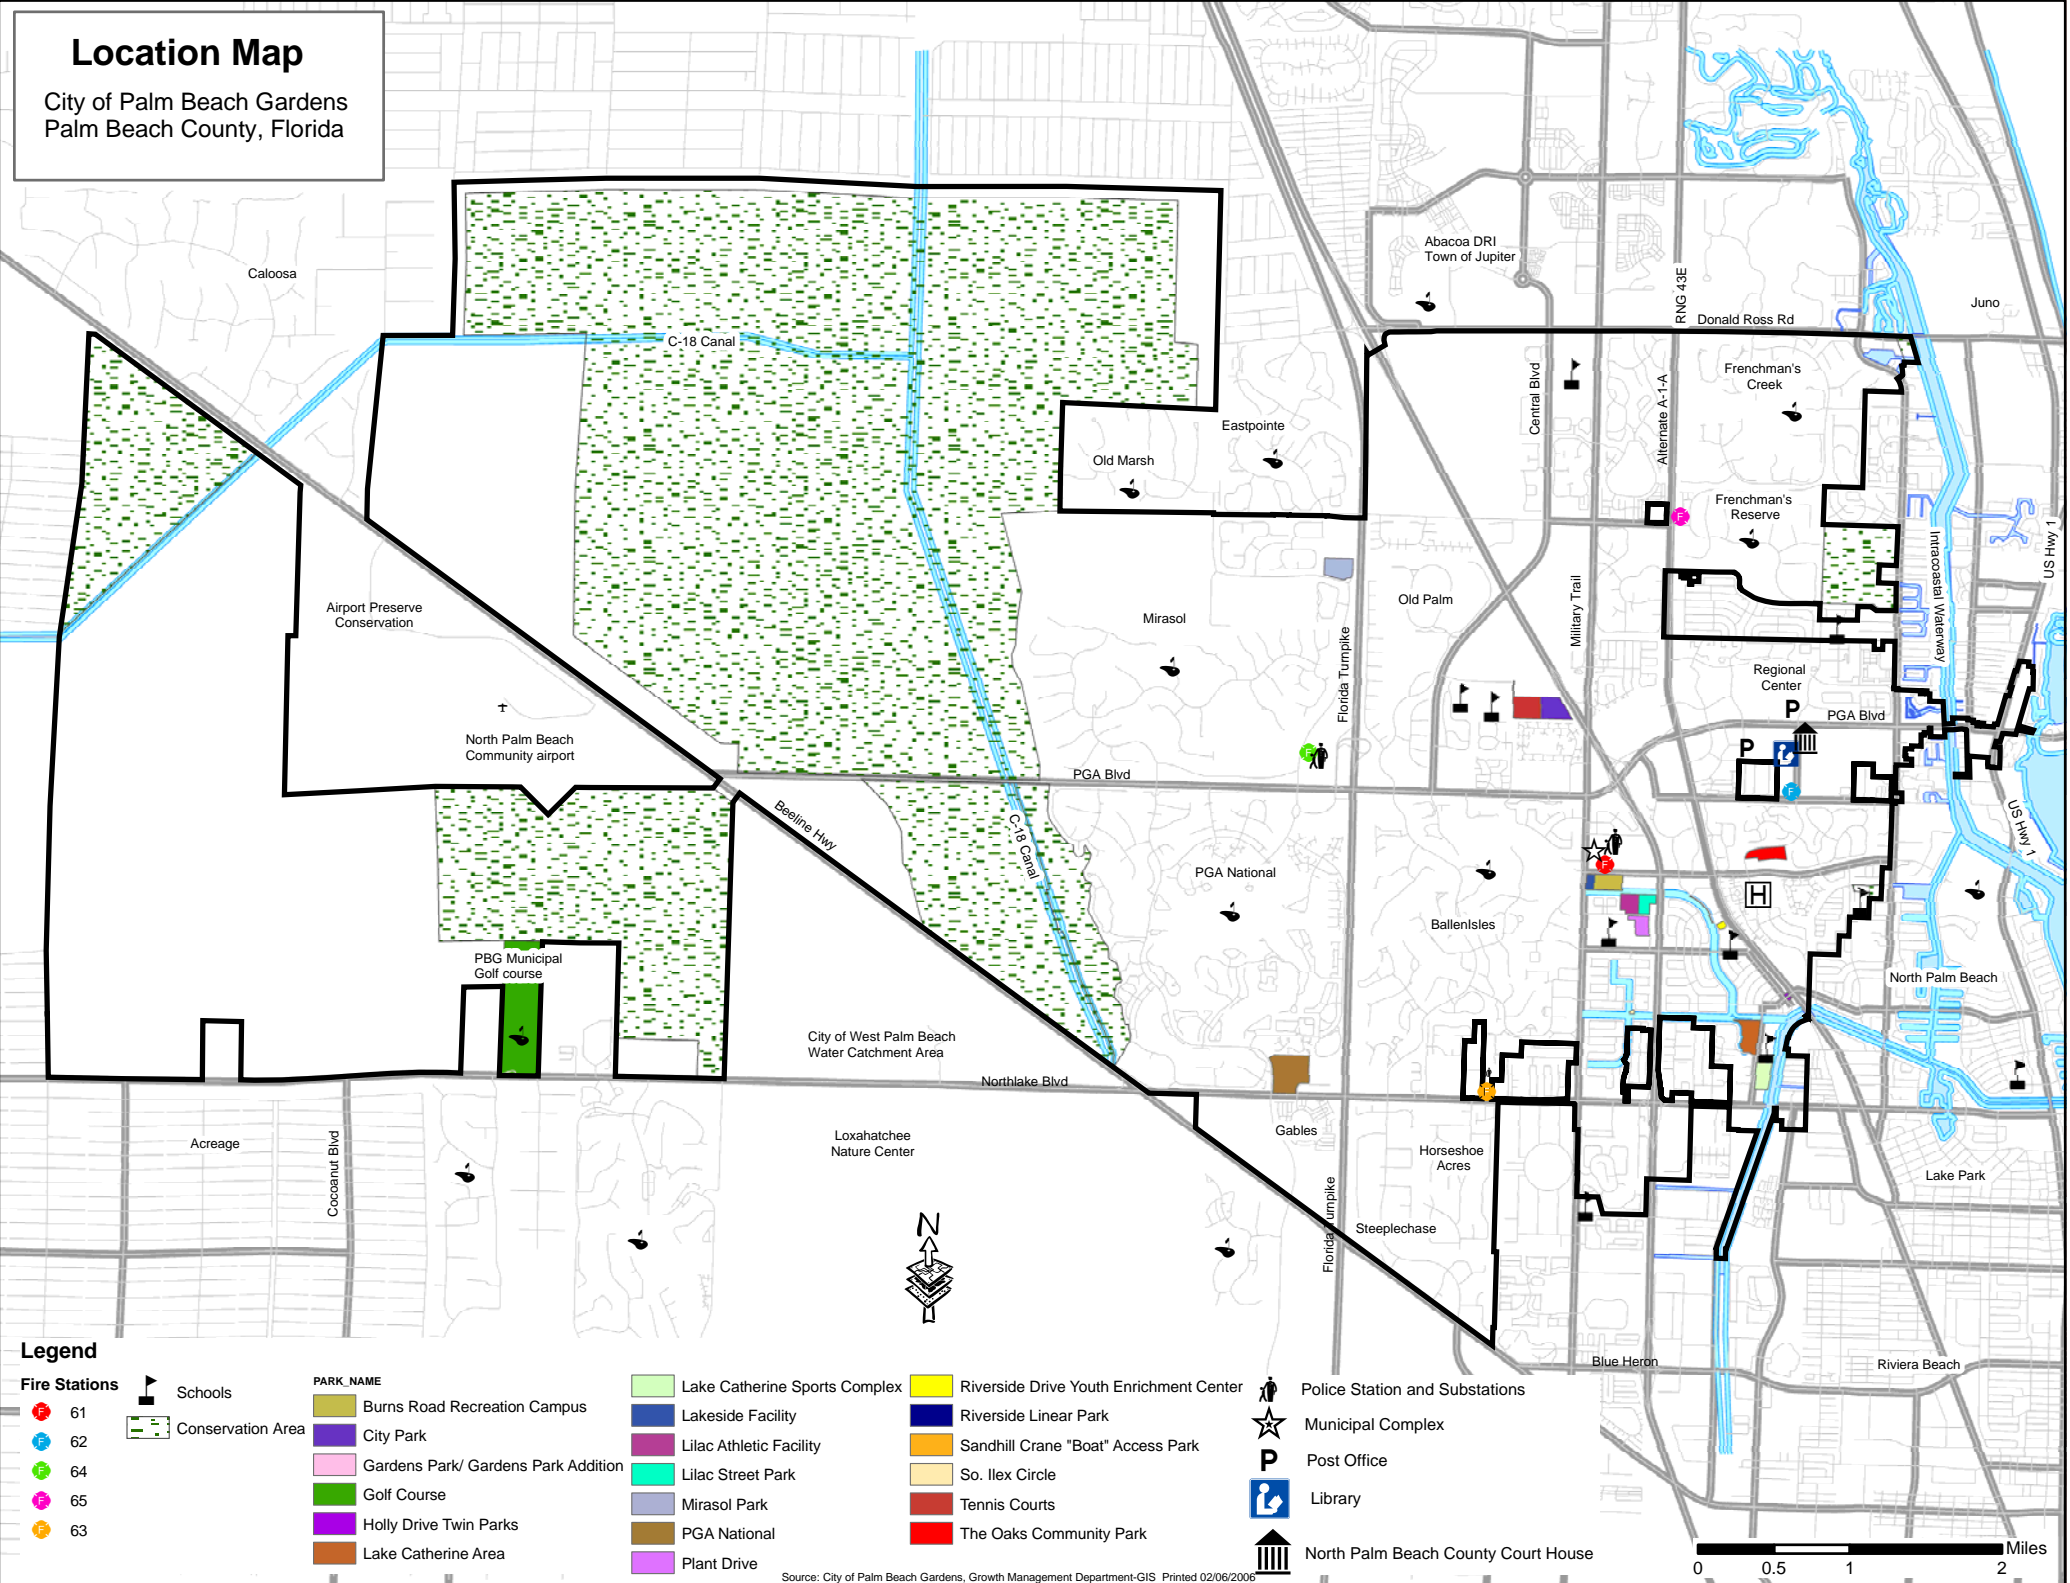 Location Map
City of Palm Beach Gardens
Palm Beach County, Florida
Caloosa
C-18 Canal
Abacoa DRI
Town of Jupiter
RNG 43E
Juno
Donald Ross Rd
Frenchman's
Creek
Central Blvd
Alternate A-1-A
Eastpointe
Old Marsh
Frenchman's
Reserve
Intracoastal Waterway
US Hwy 1
Airport Preserve
Conservation
Mirasol
Old Palm
Military Trail
Florida Turnpike
Regional
Center
P
PGA Blvd
P
North Palm Beach
Community airport
F
F
PGA Blvd
F
Beeline Hwy
C-18 Canal
US Hwy 1
PGA National
F
H
BallenIsles
PBG Municipal
Golf course
North Palm Beach
City of West Palm Beach
Water Catchment Area
Northlake Blvd
F
Acreage
Cocoanut Blvd
Loxahatchee
Nature Center
Gables
Horseshoe
Acres
Lake Park
Florida Turnpike
Steeplechase
N
Blue Heron
Riviera Beach
Legend
Fire Stations
F 61
F 62
F 64
F 65
F 63
Schools
Conservation Area
PARK_NAME
Burns Road Recreation Campus
City Park
Gardens Park/ Gardens Park Addition
Golf Course
Holly Drive Twin Parks
Lake Catherine Area
Lake Catherine Sports Complex
Lakeside Facility
Lilac Athletic Facility
Lilac Street Park
Mirasol Park
PGA National
Plant Drive
Riverside Drive Youth Enrichment Center
Riverside Linear Park
Sandhill Crane "Boat" Access Park
So. Ilex Circle
Tennis Courts
The Oaks Community Park
Police Station and Substations
Municipal Complex
P Post Office
Library
North Palm Beach County Court House
Miles
0 0.5 1 2
Source: City of Palm Beach Gardens, Growth Management Department-GIS Printed 02/06/2006